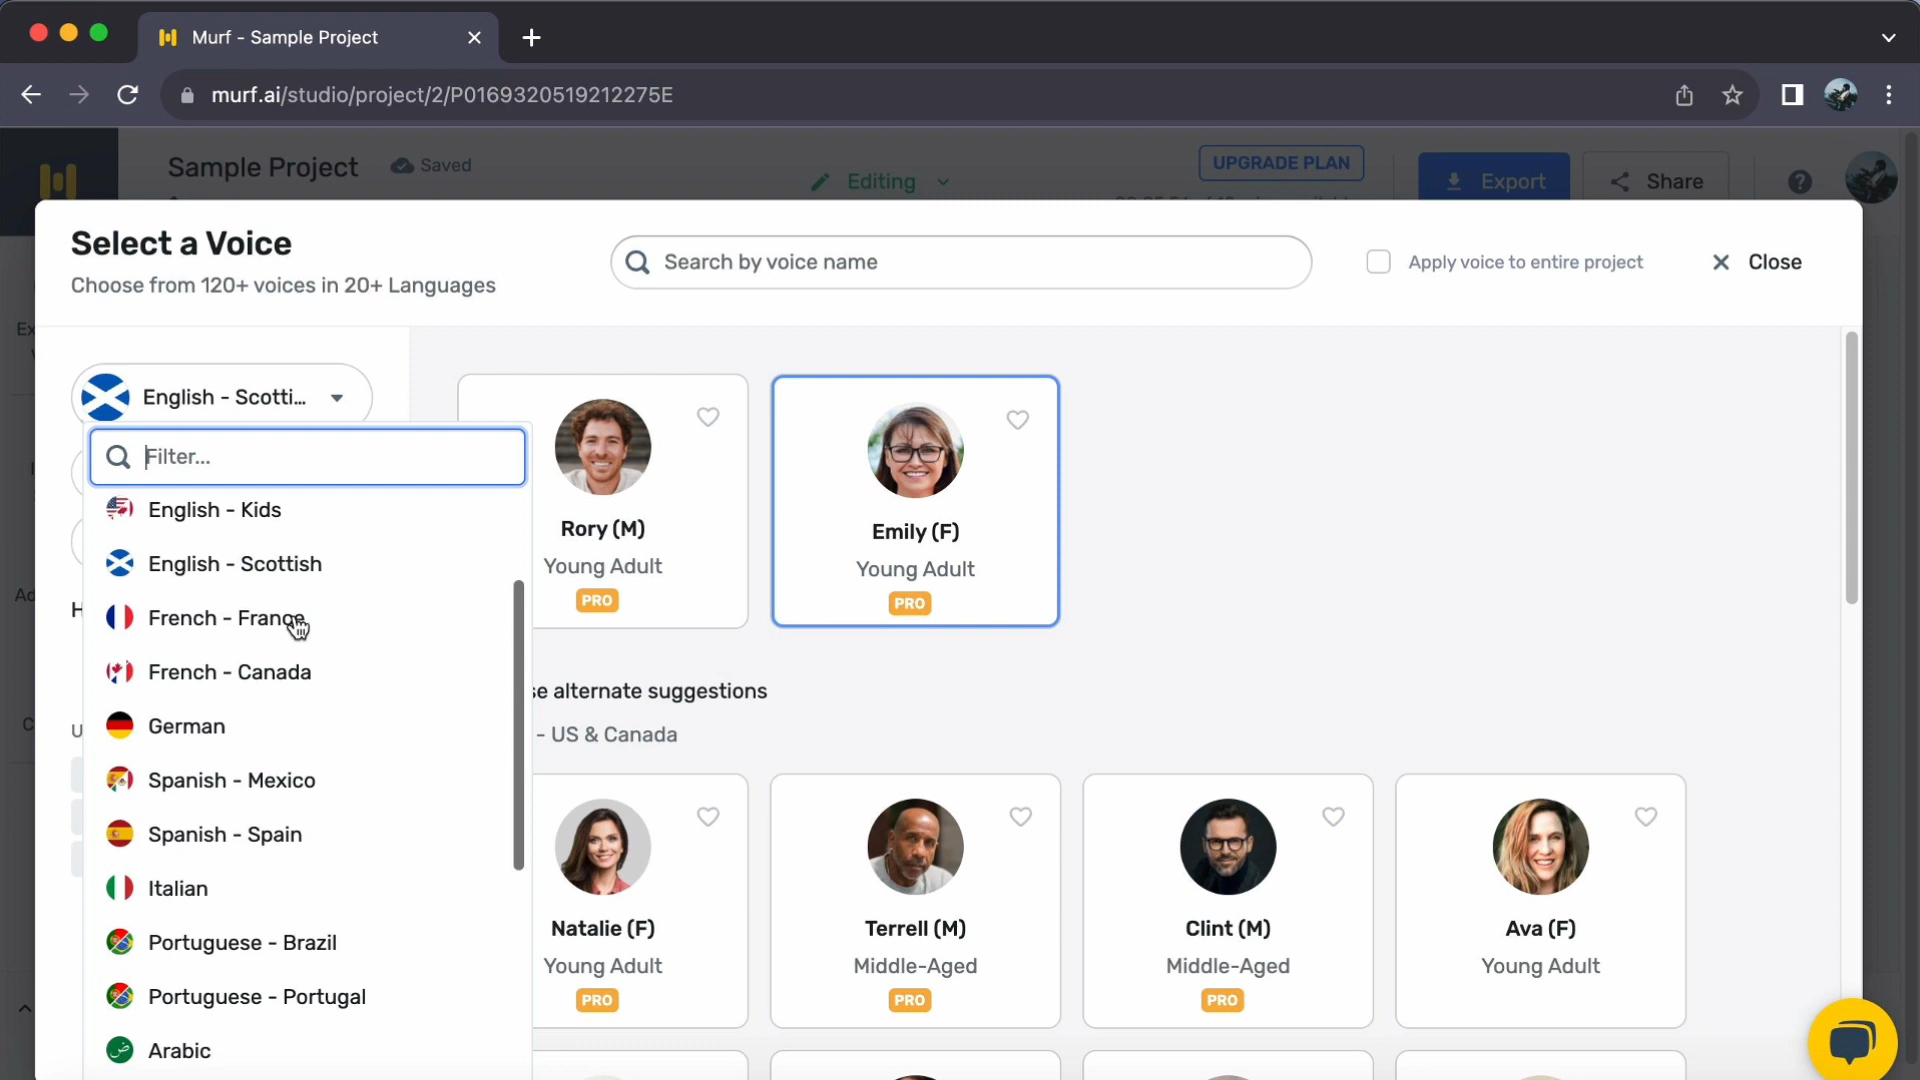 Murf - Sample Project
murf.ai/studio/project/2/P01693205192​12275E
Sample Project
Saved
Editing
UPGRADE PLAN
Export
Share
Select a Voice
Choose from 120+ voices in 20+ Languages
Search by voice name
Apply voice to entire project
Close
English - Scotti...
Filter...
English - Kids
English - Scottish
French - France
French - Canada
German
Spanish - Mexico
Spanish - Spain
Italian
Portuguese - Brazil
Portuguese - Portugal
Arabic
Rory (M)
Young Adult
PRO
Emily (F)
Young Adult
PRO
alternate suggestions
- US & Canada
Natalie (F)
Young Adult
PRO
Terrell (M)
Middle-Aged
PRO
Clint (M)
Middle-Aged
PRO
Ava (F)
Young Adult